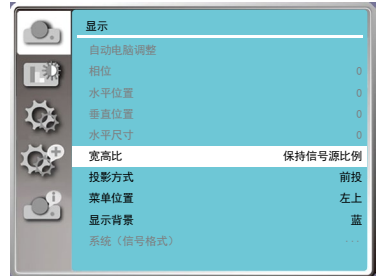 显示
自动电脑调整
相位 0
水平位置 0
垂直位置 0
水平尺寸 0
宽高比 保持信号源比例
投影方式 前投
菜单位置 左上
显示背景 蓝
系统（信号格式） ...